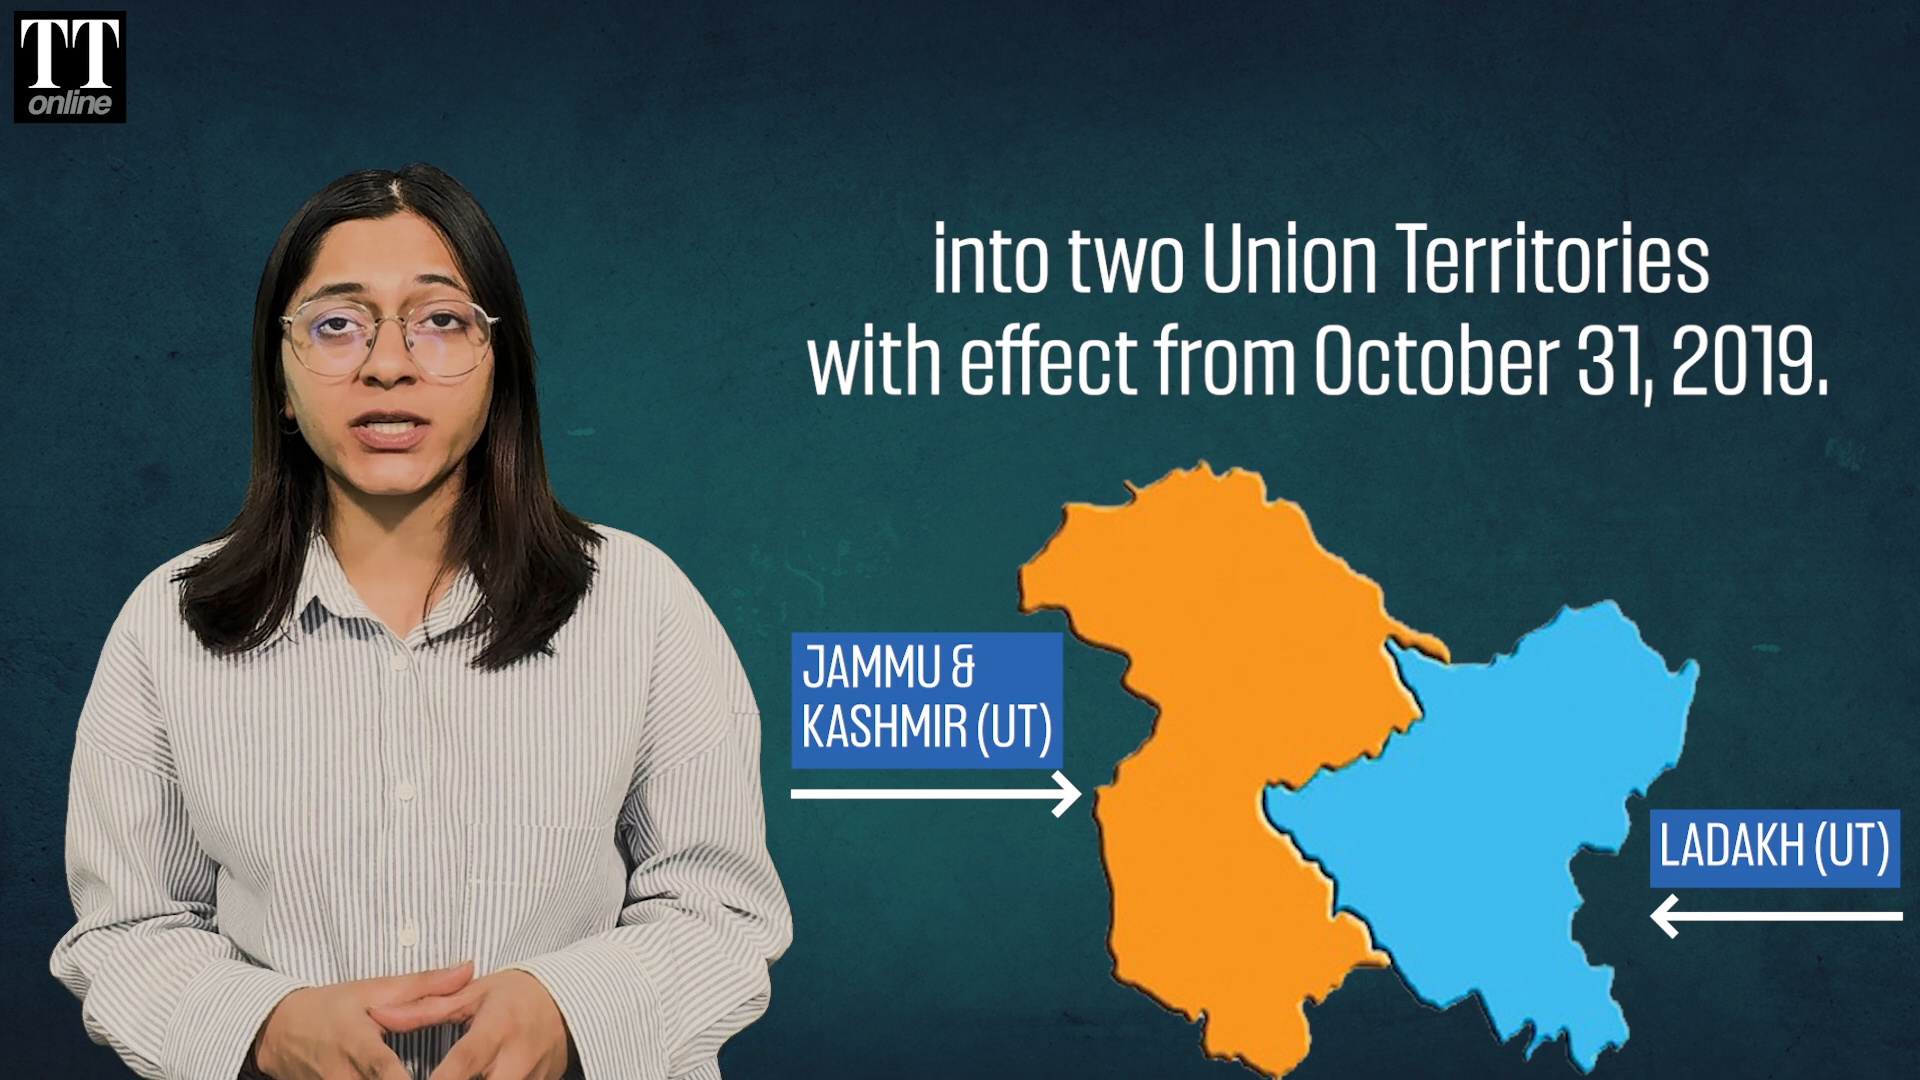 TT
online
into two Union Territories
with effect from October 31, 2019.
JAMMU &
KASHMIR (UT)
LADAKH (UT)